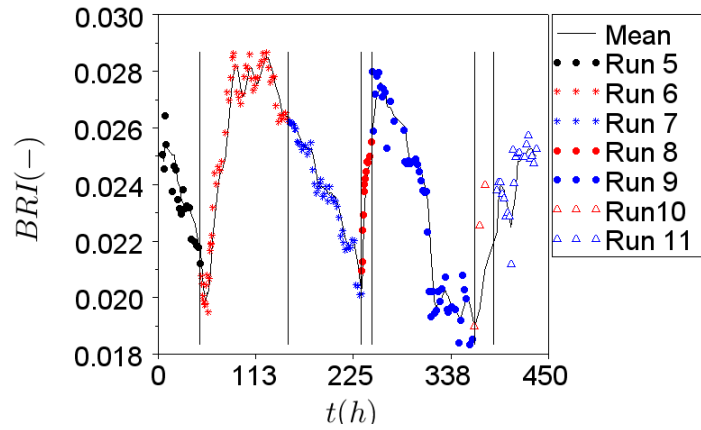 0.030
0.028
0.026
0.024
0.022
0.020
0.018
BRI(−)
0
113
225
338
450
t(h)
Mean
Run 5
Run 6
Run 7
Run 8
Run 9
Run10
Run 11